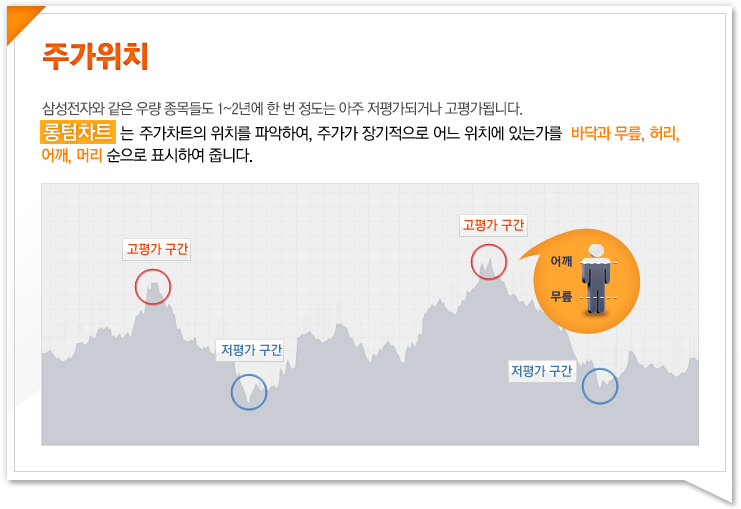 주가위치
삼성전자와 같은 우량 종목들도 1~2년에 한 번 정도는 아주 저평가되거나 고평가됩니다.
롱텀차트 는 주가차트의 위치를 파악하여, 주가가 장기적으로 어느 위치에 있는가를 바닥과 무릎, 허리,
어깨, 머리 순으로 표시하여 줍니다.
고평가 구간
고평가 구간
어깨
무릎
저평가 구간
저평가 구간